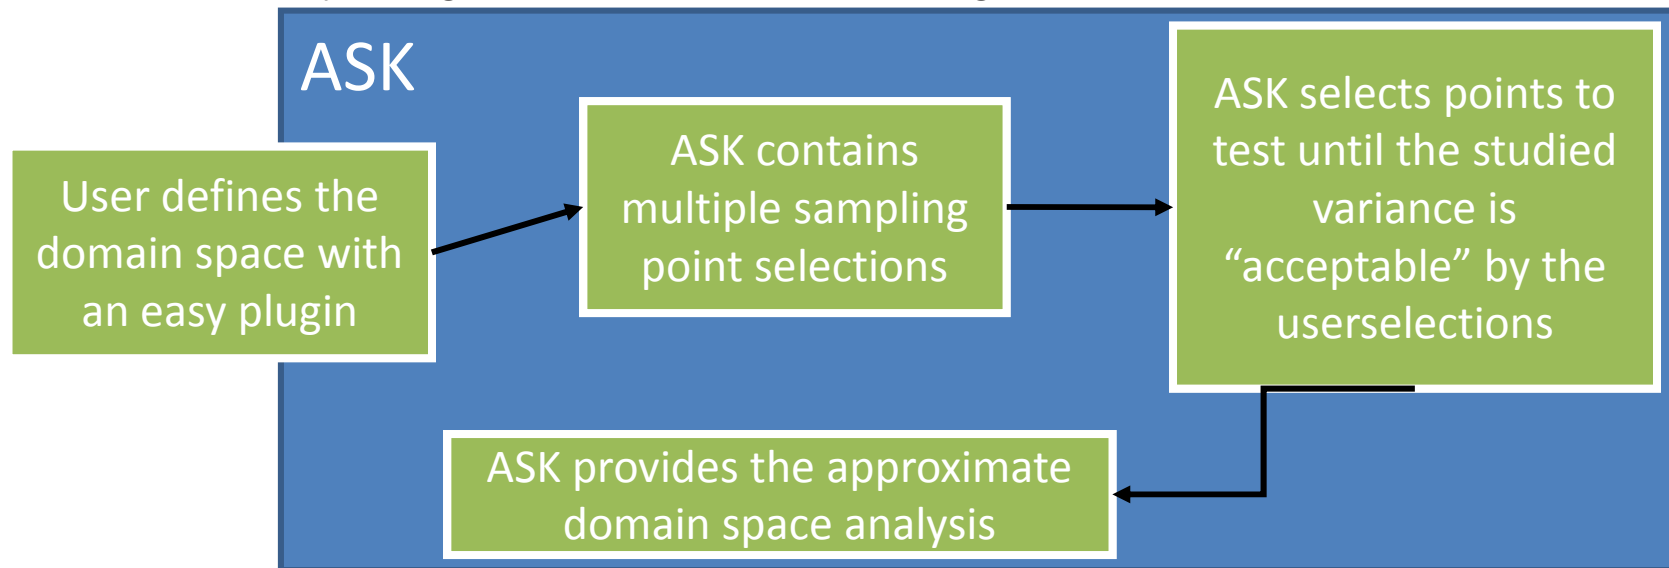 ASK
User defines the
domain space with
an easy plugin
ASK contains
multiple sampling
point selections
ASK selects points to
test until the studied
variance is
“acceptable” by the
userselections
ASK provides the approximate
domain space analysis